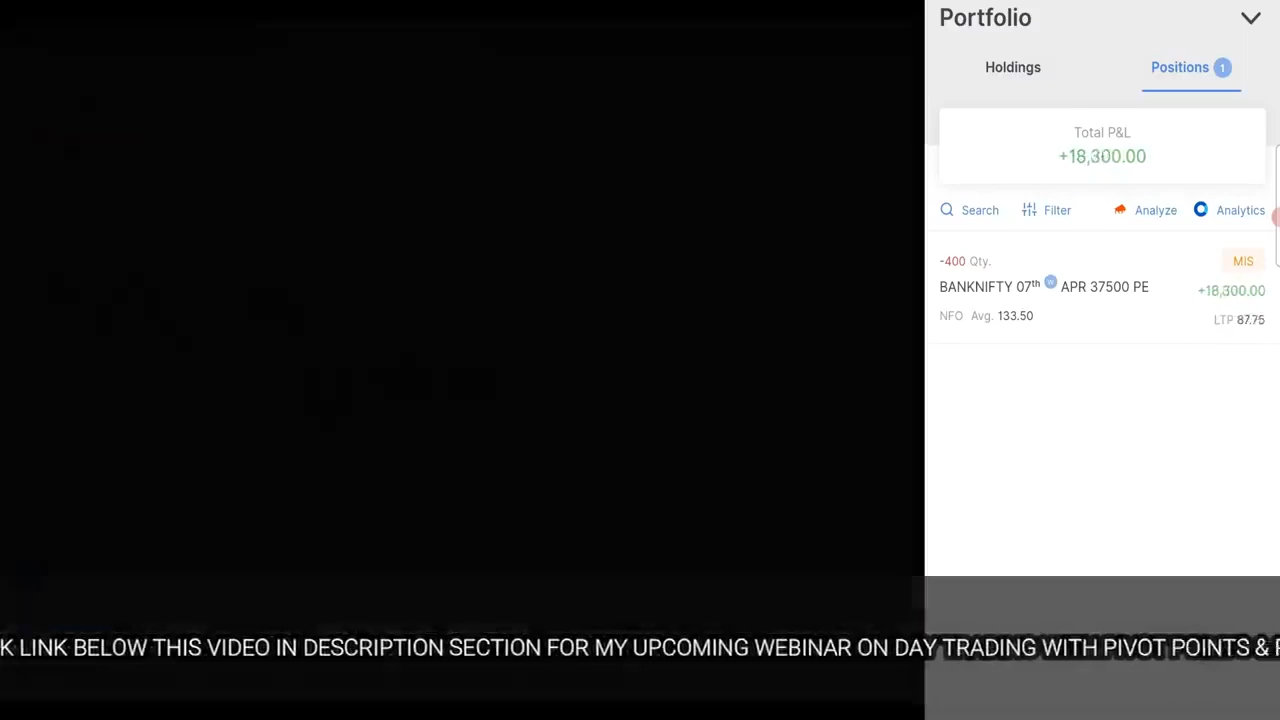 Portfolio
Holdings
Positions 1
Total P&L
+18,300.00
Search
Filter
Analyze
Analytics
-400 Qty.
MIS
BANKNIFTY 07th W APR 37500 PE
+18,300.00
NFO Avg. 133.50
LTP 87.75
K LINK BELOW THIS VIDEO IN DESCRIPTION SECTION FOR MY UPCOMING WEBINAR ON DAY TRADING WITH PIVOT POINTS &